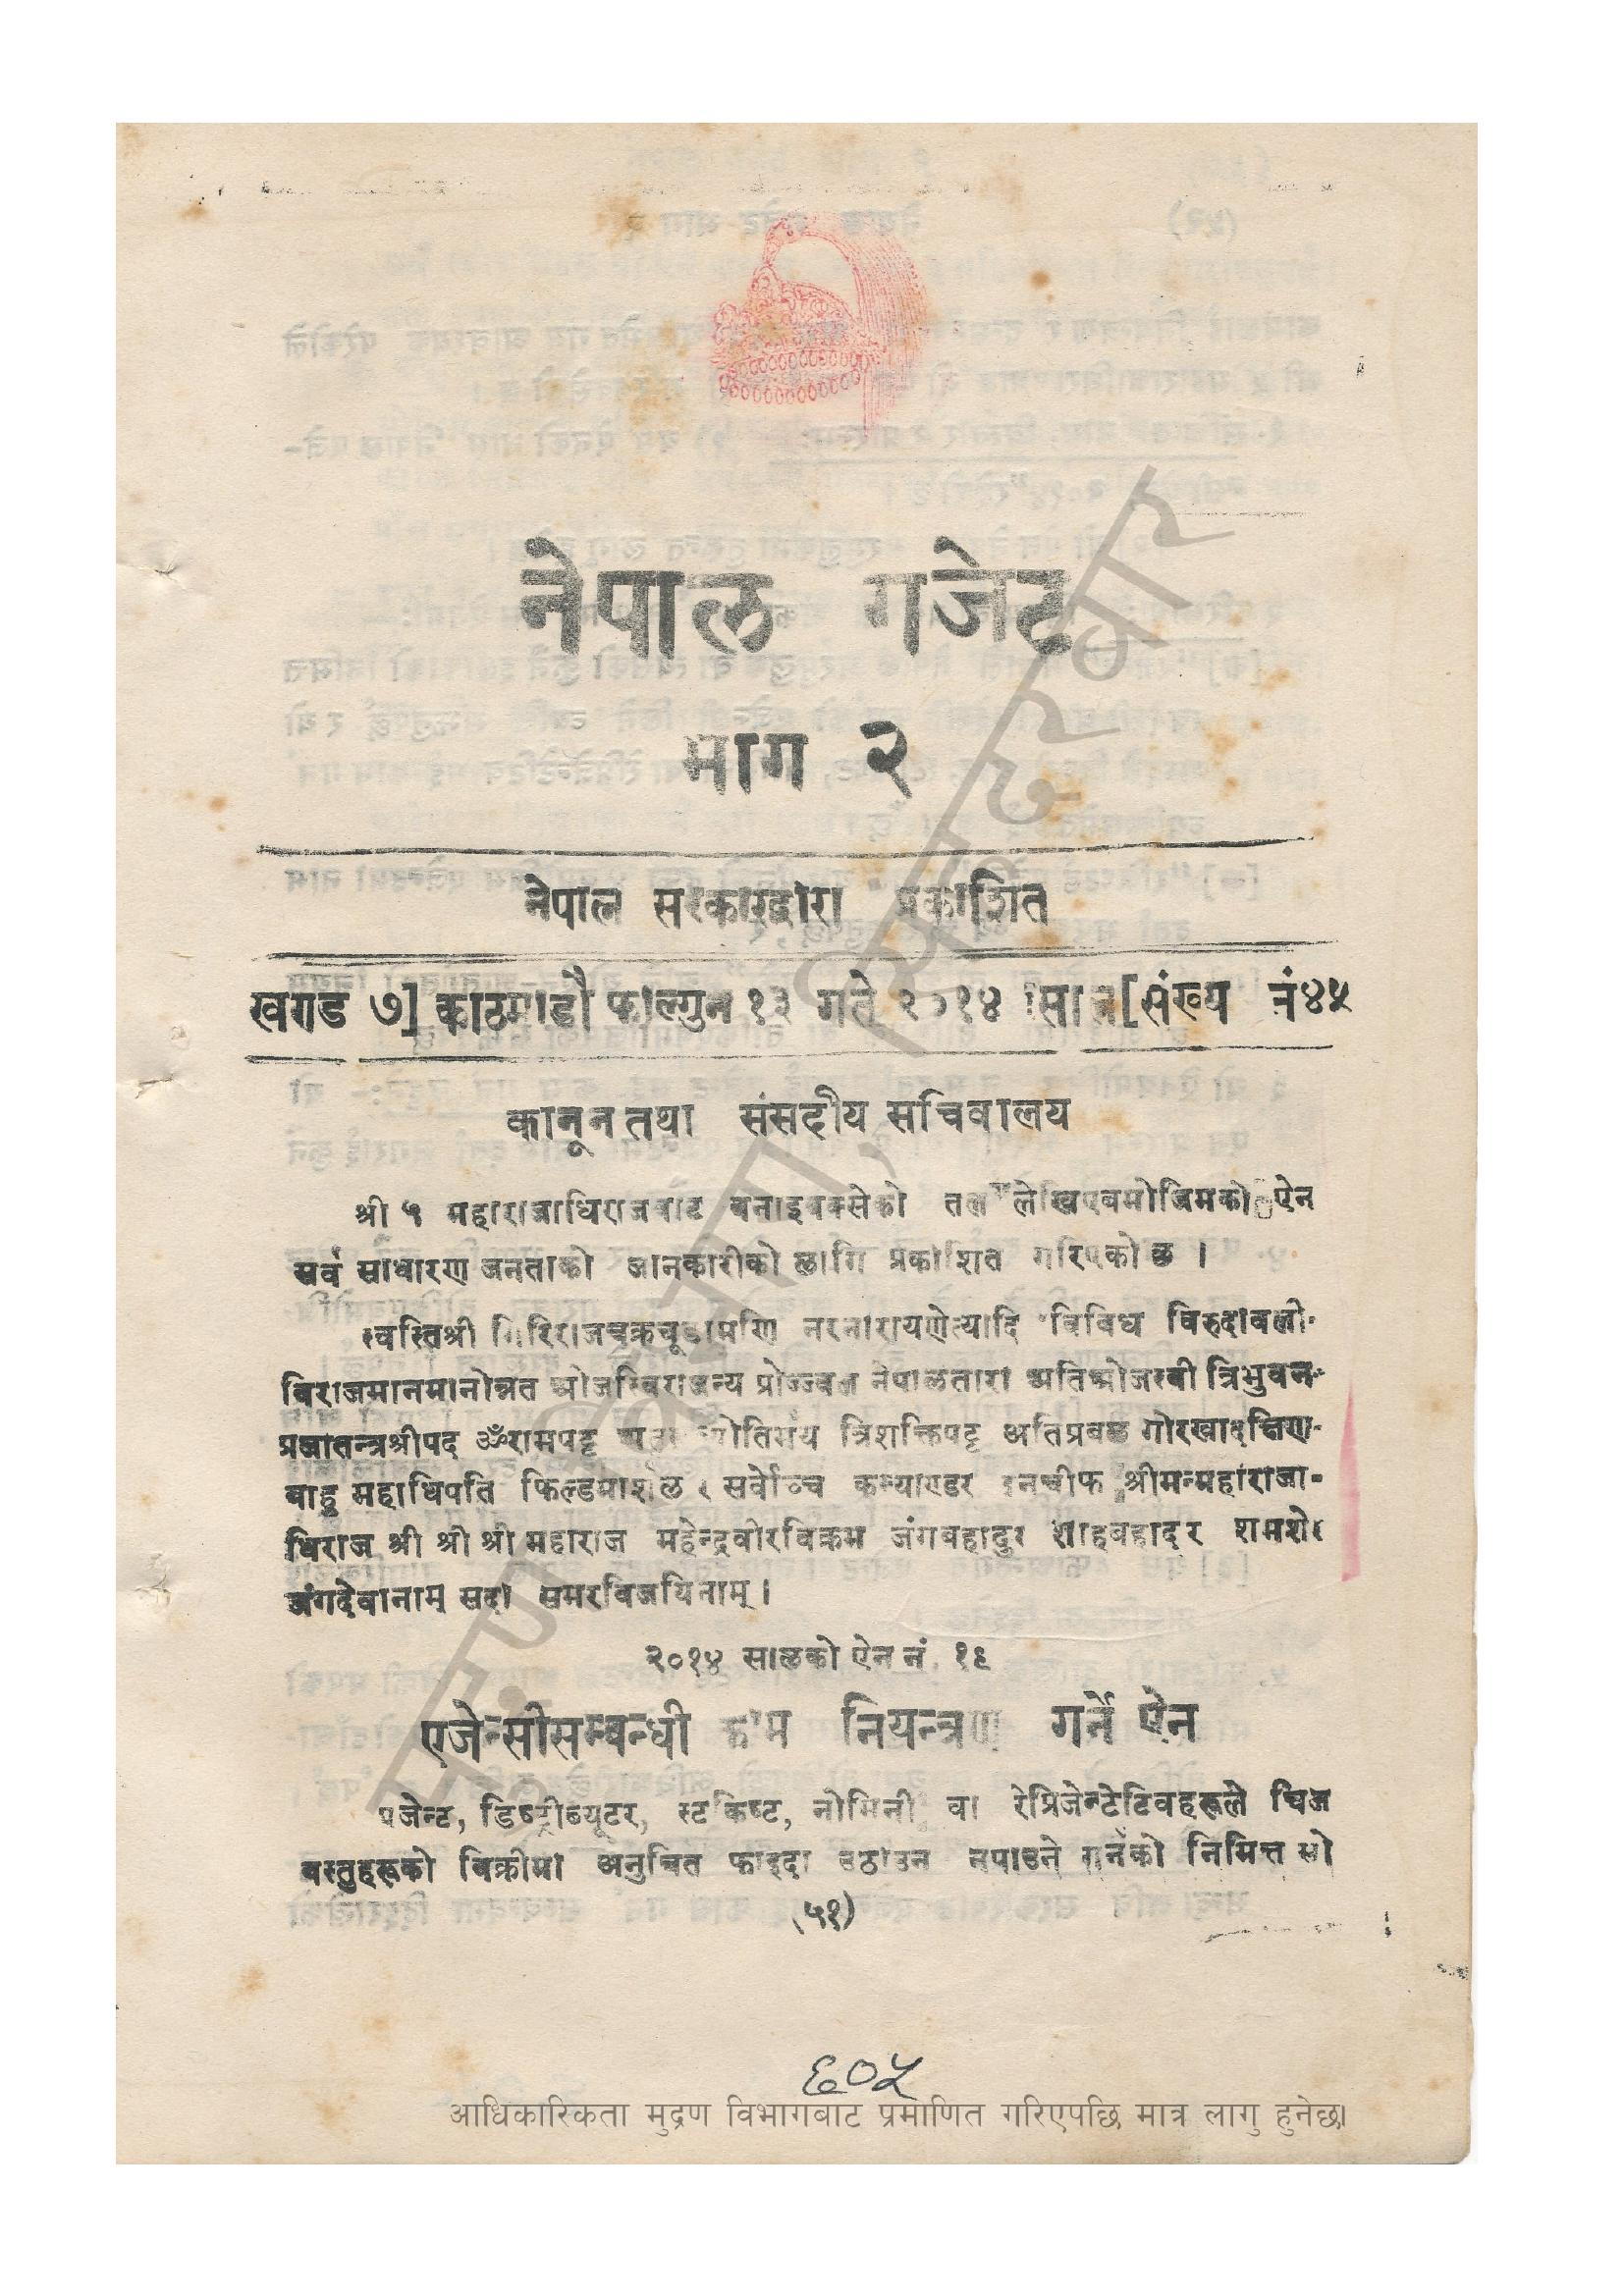 नेपाल गजेट
भाग २
नेपाल सरकारद्वारा प्रकाशित
खण्ड ७] काठमाडौं फाल्गुन १३ गते २०१४ साल [संख्य नं ४५
कानून तथा संसदीय सचिवालय
श्री ५ महाराजाधिराजबाट बनाइबक्सेको तल लेखिएबमोजिमको ऐन
सर्व साधारण जनताको जानकारीको लागि प्रकाशित गरिएको छ ।
स्वस्तिश्री गिरिराजचक्रचूडामणि नरनारायणेत्यादि विविध विरुदावली-
विराजमानमानोन्नत ओजस्विराजन्य प्रोज्ज्वल नेपालतारा अतिओजस्वी त्रिभुवन-
प्रजातन्त्रश्रीपद ॐरामपट्ट ज्योतिर्मय त्रिशक्तिपट्ट अतिप्रबल गोरखादक्षिण-
बाहु महाधिपति फिल्डमार्शल र सर्वोच्च कम्याण्डर इनचीफ श्रीमन्महाराजा-
धिराज श्री श्री श्री महाराज महेन्द्रवीरविक्रम जंगबहादुर शाहबहादुर शमशेर
जंगदेवानाम् सदा समरविजयिनाम् ।
२०१४ सालको ऐन नं १९
एजेन्सीसम्बन्धी काम नियन्त्रण गर्ने ऐन
एजेन्ट, डिष्ट्रीब्यूटर, स्टकिष्ट, नोमिनी वा रेप्रिजेन्टेटिवहरूले चिज
वस्तुहरूको बिक्रीमा अनुचित फाइदा उठाउन नपाउने गर्नको निमित्त यो
(५१)
६०५
आधिकारिकता मुद्रण विभागबाट प्रमाणित गरिएपछि मात्र लागु हुनेछ।
मुद्रण विभाग, सिंहदरबार